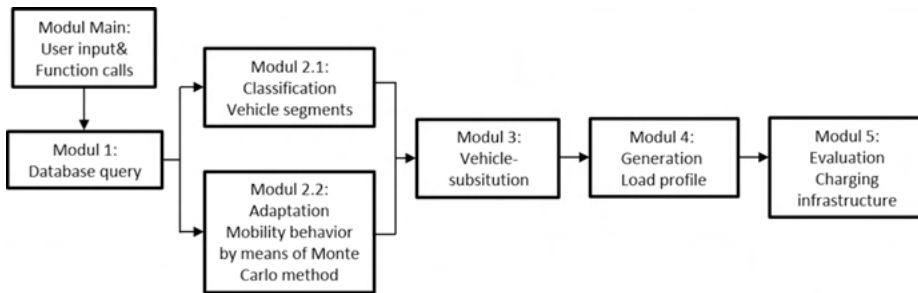 Modul Main:
User input&
Function calls
Modul 1:
Database query
Modul 2.1:
Classification
Vehicle segments
Modul 2.2:
Adaptation
Mobility behavior
by means of Monte
Carlo method
Modul 3:
Vehicle-
subsitution
Modul 4:
Generation
Load profile
Modul 5:
Evaluation
Charging
infrastructure